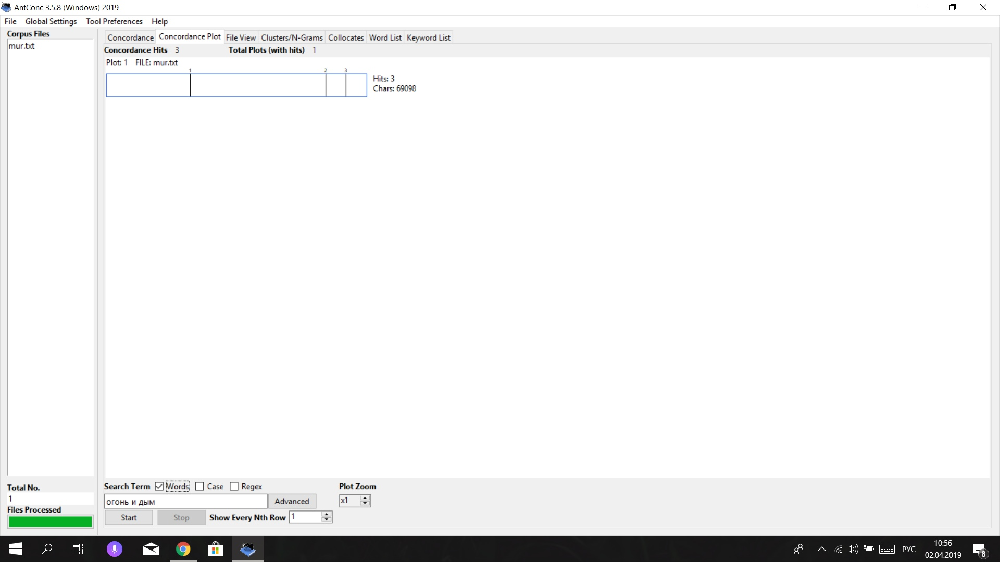 AntConc 3.5.8 (Windows) 2019
File Global Settings Tool Preferences Help
Corpus Files
mur.txt
Concordance Concordance Plot File View Clusters/N-Grams Collocates Word List Keyword List
Concordance Hits 3 Total Plots (with hits) 1
Plot: 1 FILE: mur.txt
1 2 3
Hits: 3
Chars: 69098
Total No.
1
Files Processed
Search Term Words Case Regex Plot Zoom
огонь и дым Advanced x1
Start Stop Show Every Nth Row 1
РУС
10:56
02.04.2019
8